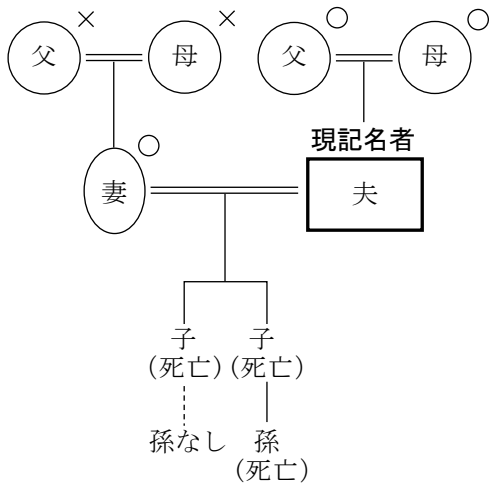 父 × 母 × 父 ○ 母 ○
現記名者
妻 ○ 夫
子 子
(死亡) (死亡)
孫なし 孫
(死亡)